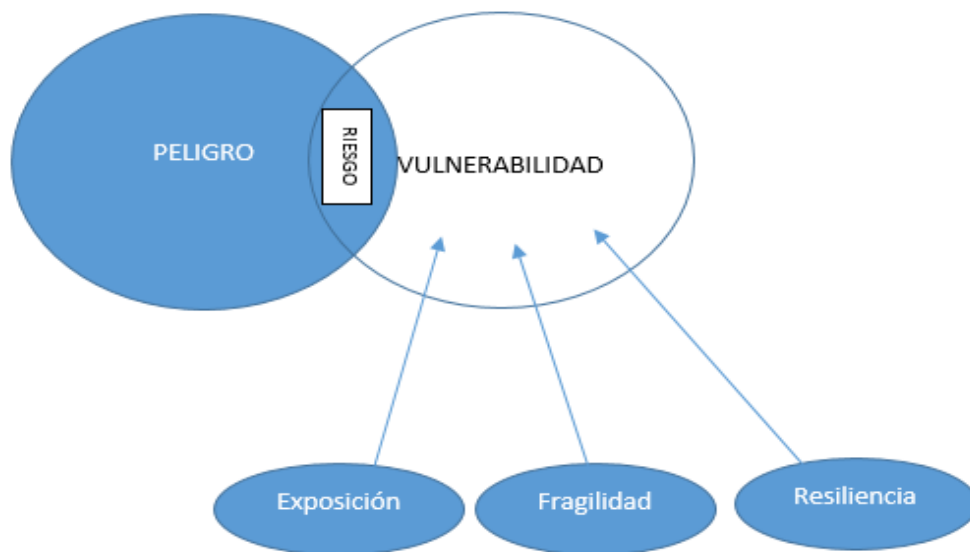 PELIGRO
RIESGO
VULNERABILIDAD
Exposición
Fragilidad
Resiliencia